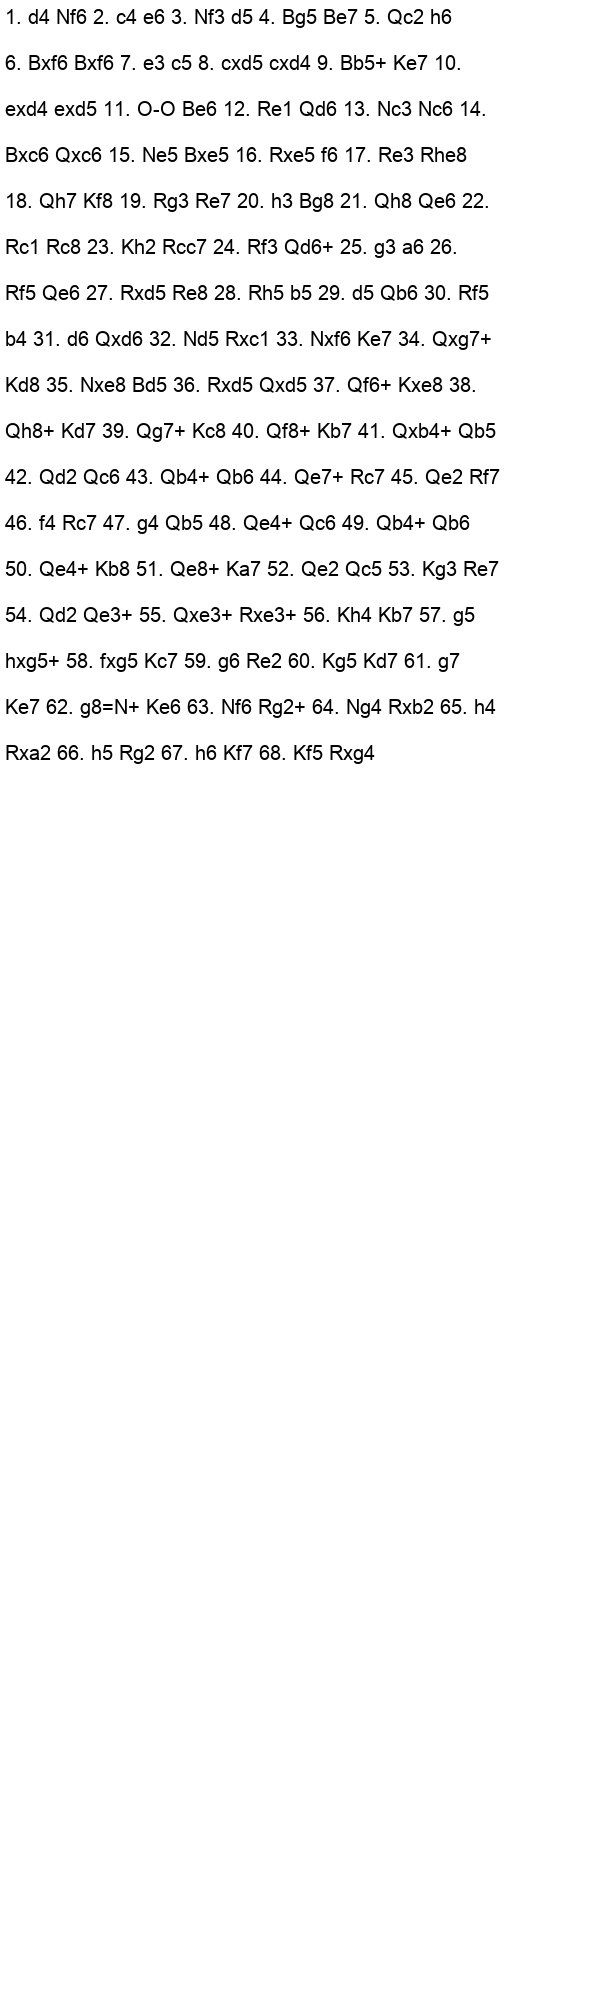 1. d4 Nf6 2. c4 e6 3. Nf3 d5 4. Bg5 Be7 5. Qc2 h6
6. Bxf6 Bxf6 7. e3 c5 8. cxd5 cxd4 9. Bb5+ Ke7 10.
exd4 exd5 11. O-O Be6 12. Re1 Qd6 13. Nc3 Nc6 14.
Bxc6 Qxc6 15. Ne5 Bxe5 16. Rxe5 f6 17. Re3 Rhe8
18. Qh7 Kf8 19. Rg3 Re7 20. h3 Bg8 21. Qh8 Qe6 22.
Rc1 Rc8 23. Kh2 Rcc7 24. Rf3 Qd6+ 25. g3 a6 26.
Rf5 Qe6 27. Rxd5 Re8 28. Rh5 b5 29. d5 Qb6 30. Rf5
b4 31. d6 Qxd6 32. Nd5 Rxc1 33. Nxf6 Ke7 34. Qxg7+
Kd8 35. Nxe8 Bd5 36. Rxd5 Qxd5 37. Qf6+ Kxe8 38.
Qh8+ Kd7 39. Qg7+ Kc8 40. Qf8+ Kb7 41. Qxb4+ Qb5
42. Qd2 Qc6 43. Qb4+ Qb6 44. Qe7+ Rc7 45. Qe2 Rf7
46. f4 Rc7 47. g4 Qb5 48. Qe4+ Qc6 49. Qb4+ Qb6
50. Qe4+ Kb8 51. Qe8+ Ka7 52. Qe2 Qc5 53. Kg3 Re7
54. Qd2 Qe3+ 55. Qxe3+ Rxe3+ 56. Kh4 Kb7 57. g5
hxg5+ 58. fxg5 Kc7 59. g6 Re2 60. Kg5 Kd7 61. g7
Ke7 62. g8=N+ Ke6 63. Nf6 Rg2+ 64. Ng4 Rxb2 65. h4
Rxa2 66. h5 Rg2 67. h6 Kf7 68. Kf5 Rxg4